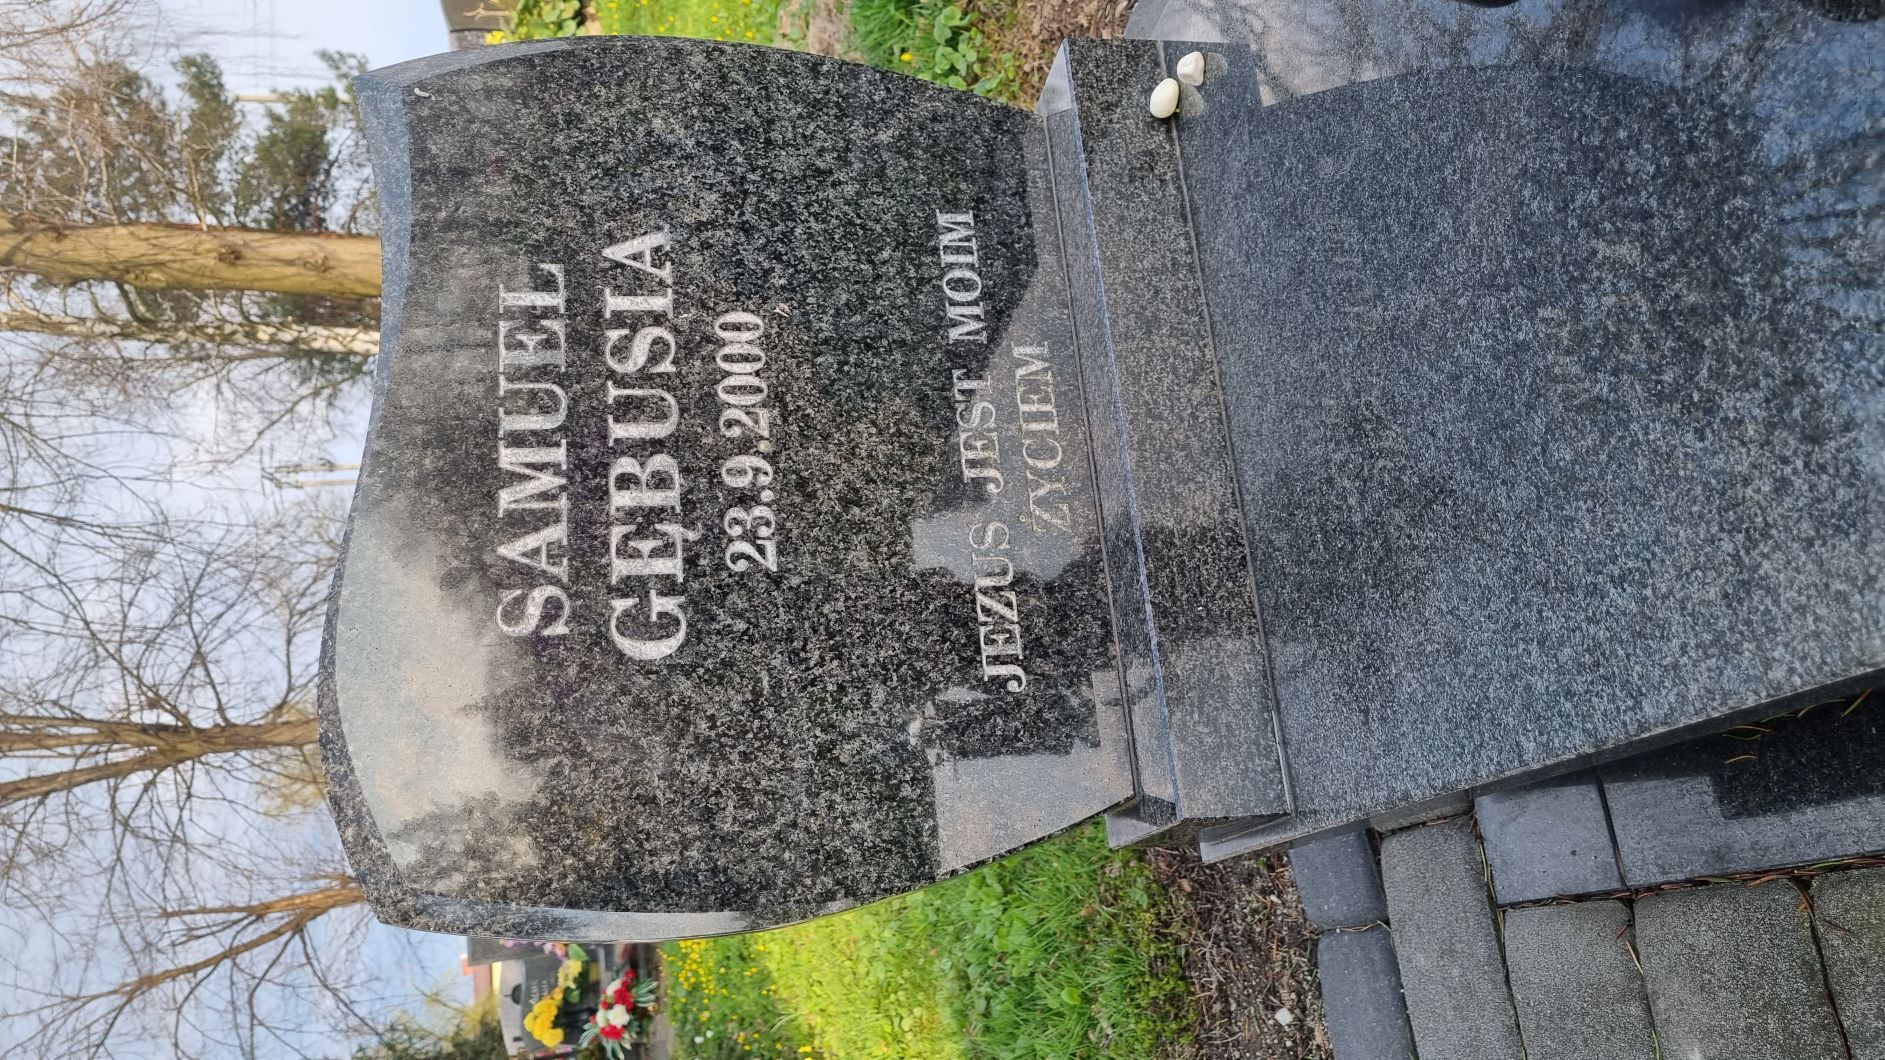 SAMUEL
GĘBUSIA
23.9.2000
JEZUS JEST MOIM
ŻYCIEM